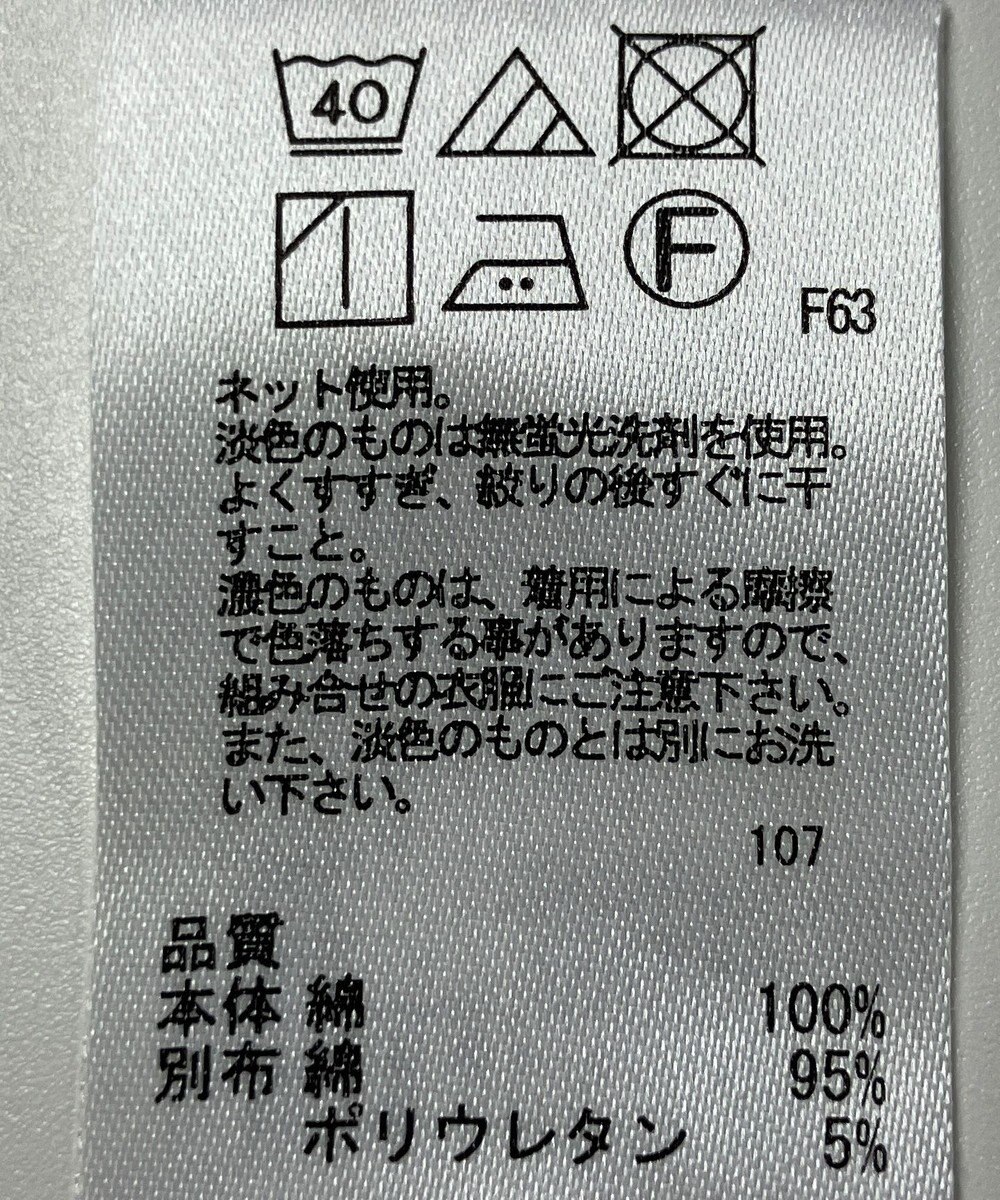 40
F
F63
ネット使用。
淡色のものは無蛍光洗剤を使用。
よくすすぎ、絞りの後すぐに干
すこと。
濃色のものは、着用による摩擦
で色落ちする事がありますので、
組み合せの衣服にご注意下さい。
また、淡色のものとは別にお洗
い下さい。
107
品質
本体 綿 100%
別布 綿 95%
ポリウレタン 5%